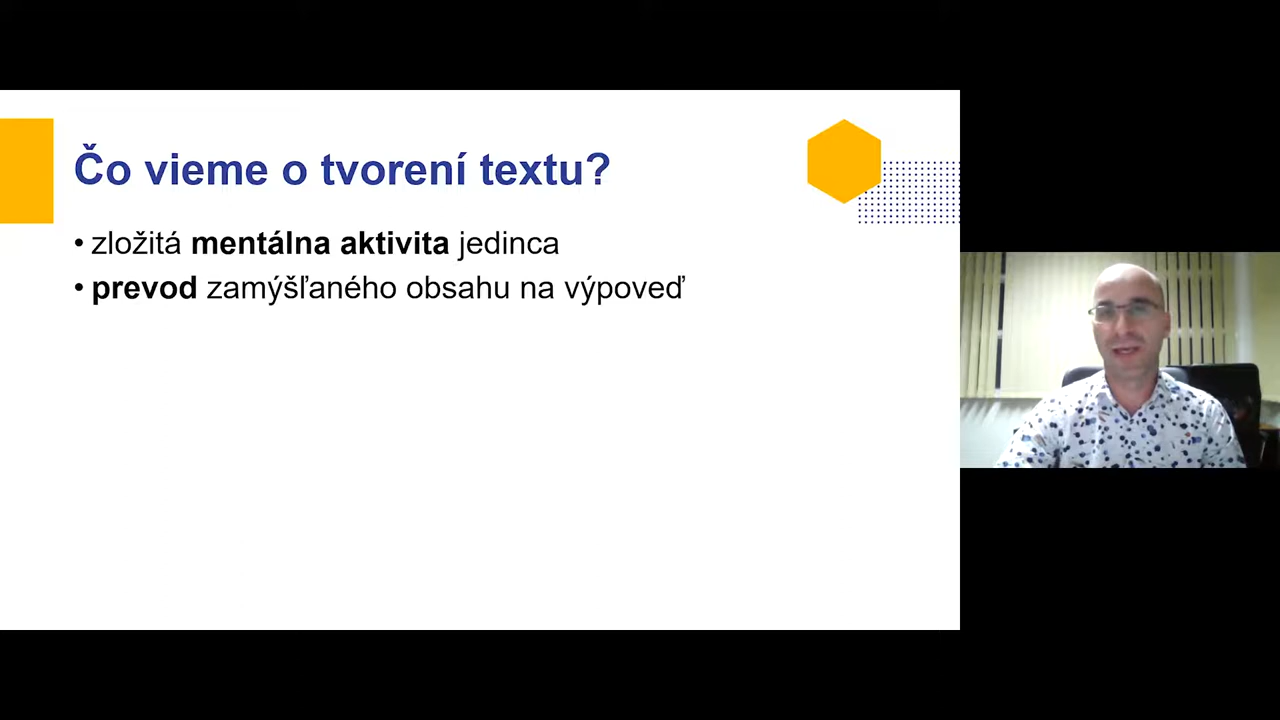 Čo vieme o tvorení textu?
• zložitá mentálna aktivita jedinca
• prevod zamýšľaného obsahu na výpoveď